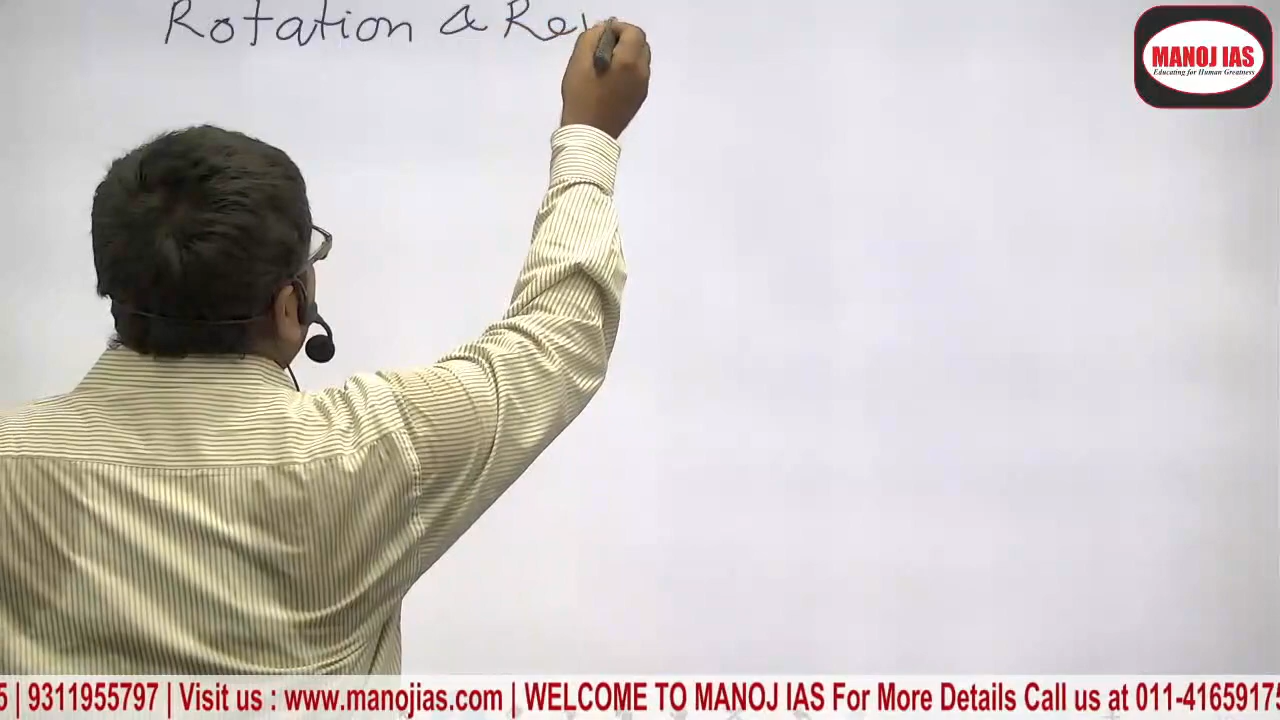 Rotation & Rev
MANOJ IAS
Educating for Human Greatness
5 | 9311955797 | Visit us : www.manojias.com | WELCOME TO MANOJ IAS For More Details Call us at 011-4165917